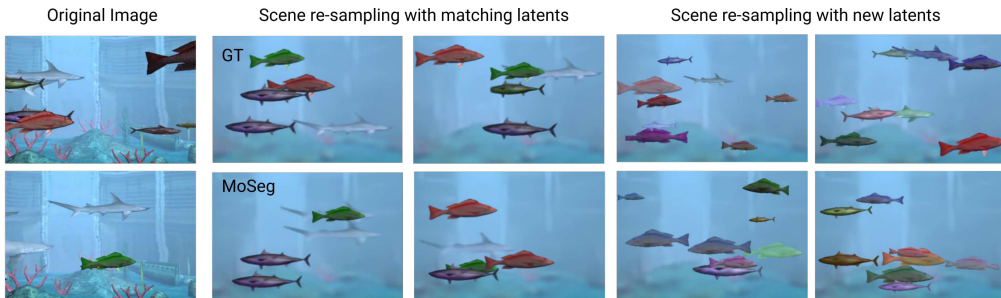 Original Image
Scene re-sampling with matching latents
Scene re-sampling with new latents
GT
MoSeg